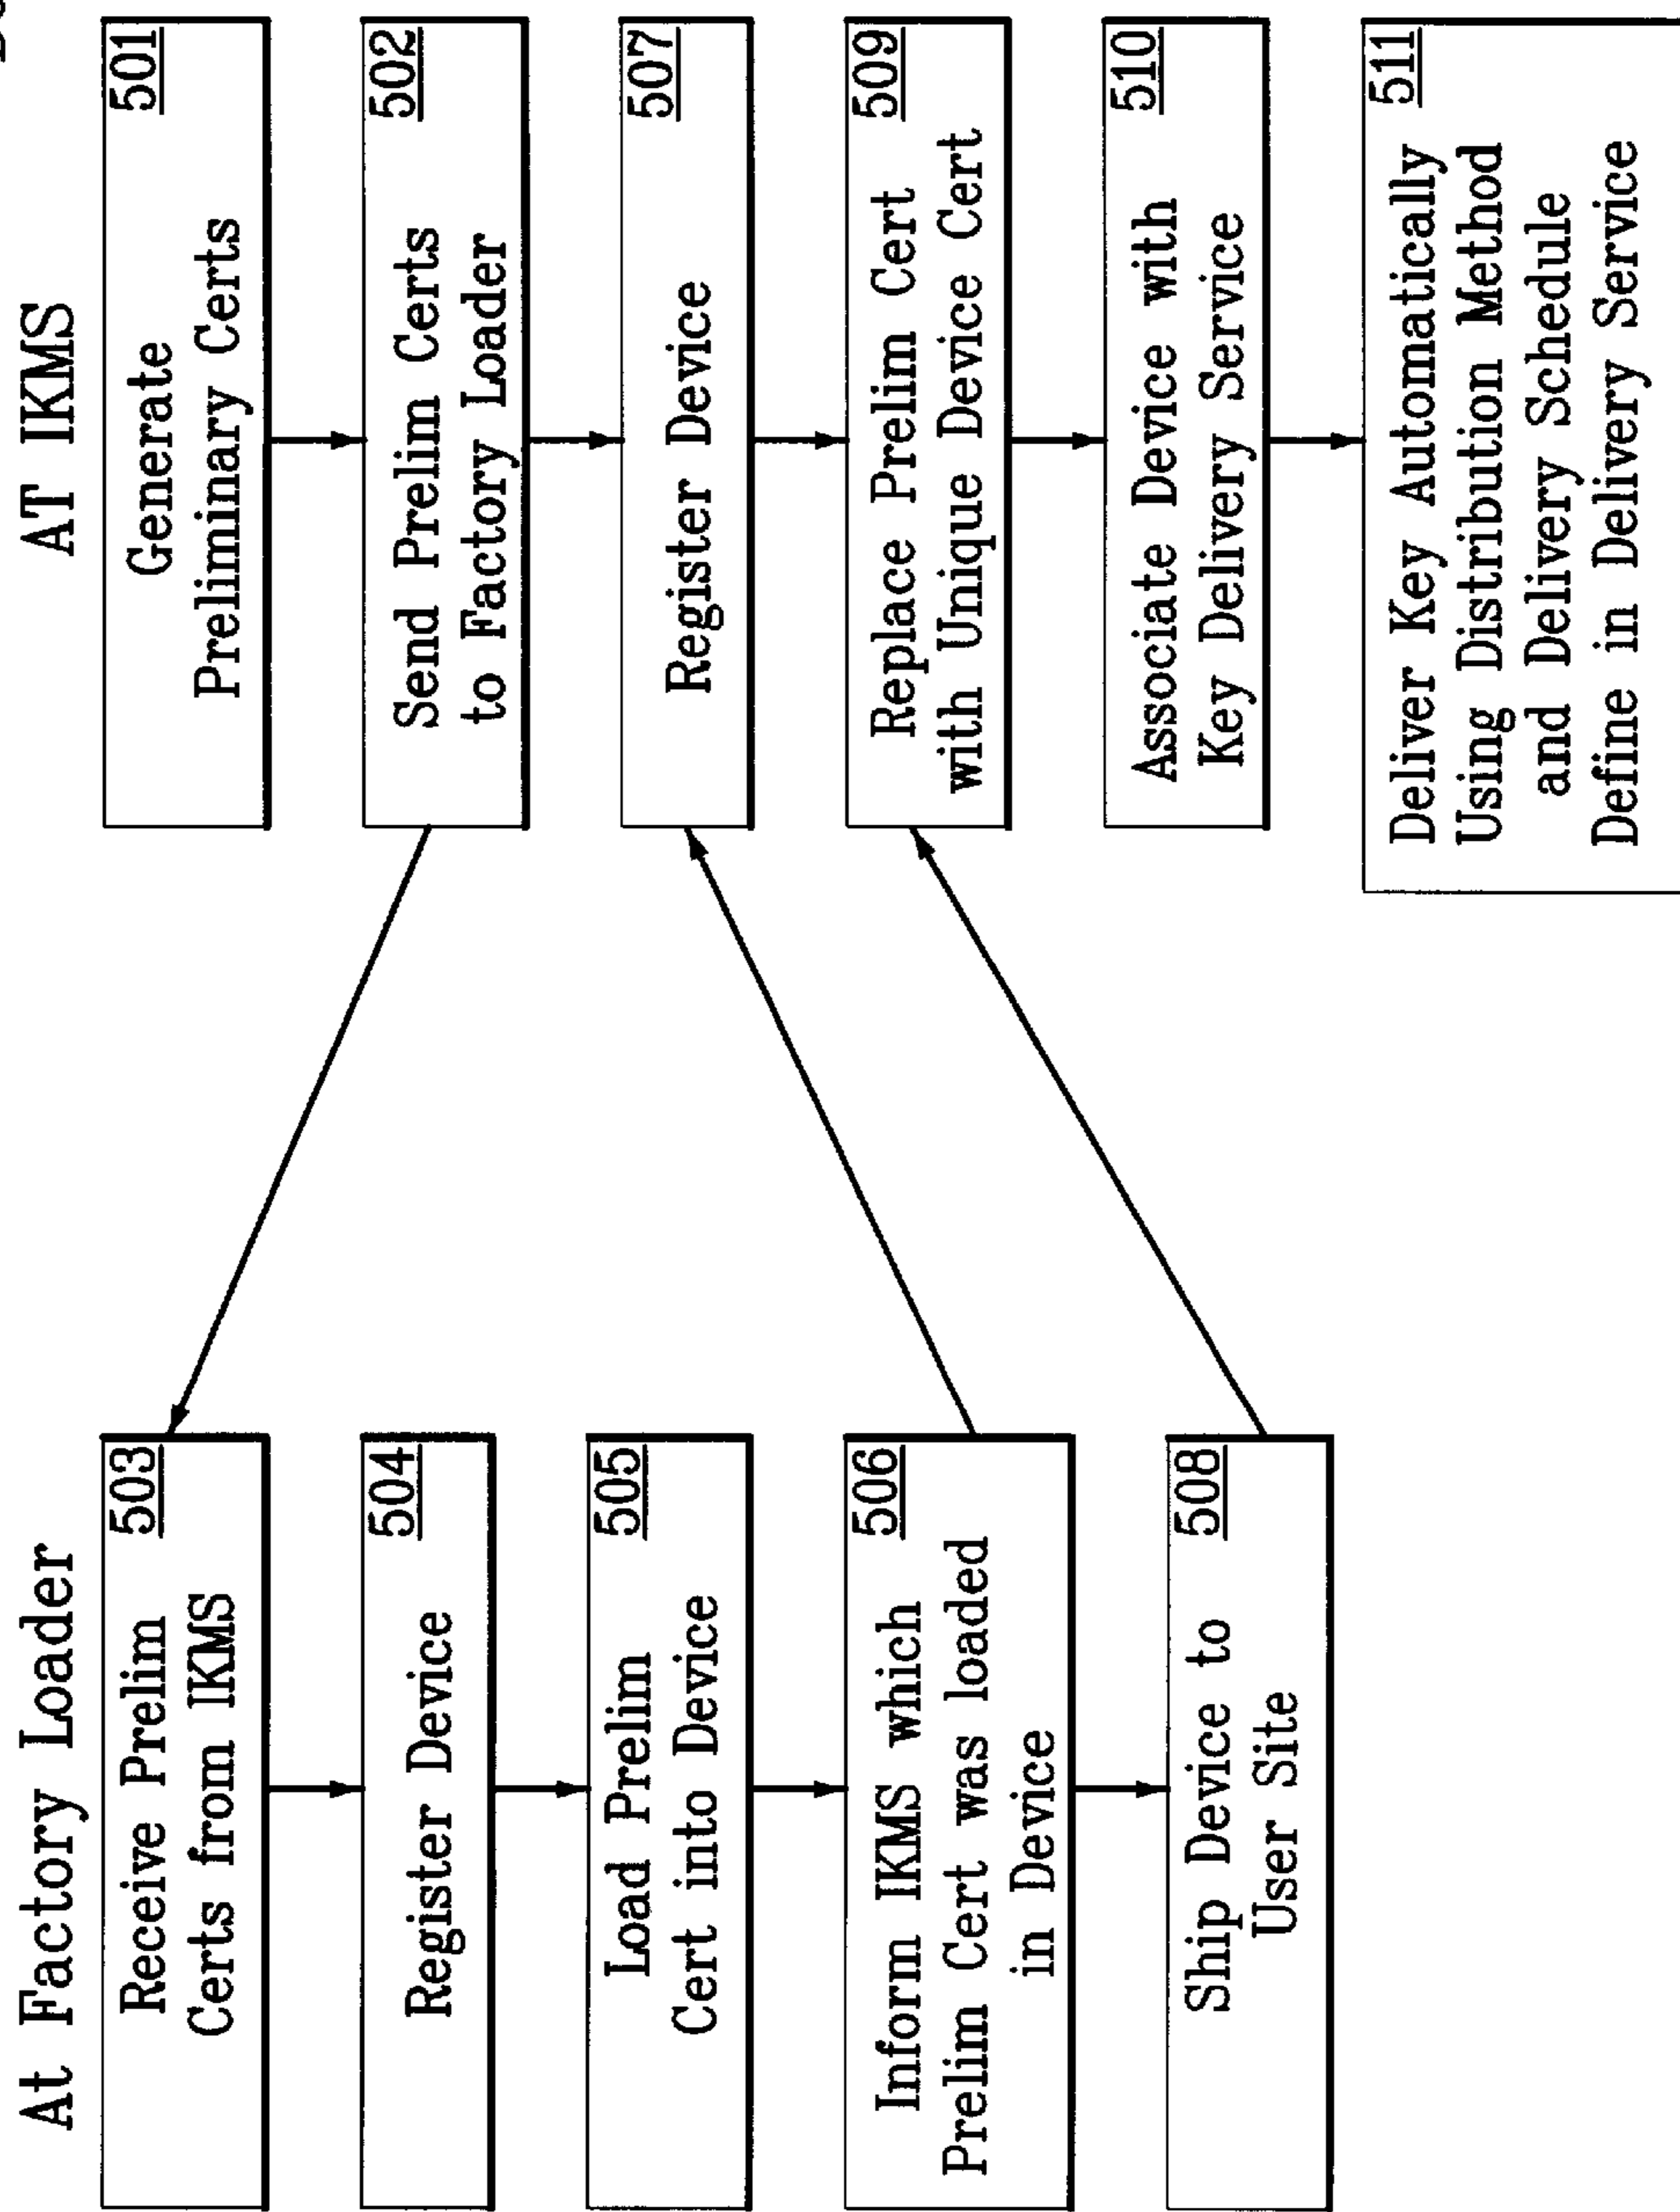 At Factory Loader
503
Receive Prelim
Certs from IKMS
504
Register Device
505
Load Prelim
Cert into Device
506
Inform IKMS which
Prelim Cert was loaded
in Device
508
Ship Device to
User Site
AT IKMS
501
Generate
Preliminary Certs
502
Send Prelim Certs
to Factory Loader
507
Register Device
509
Replace Prelim Cert
with Unique Device Cert
510
Associate Device with
Key Delivery Service
511
Deliver Key Automatically
Using Distribution Method
and Delivery Schedule
Define in Delivery Service